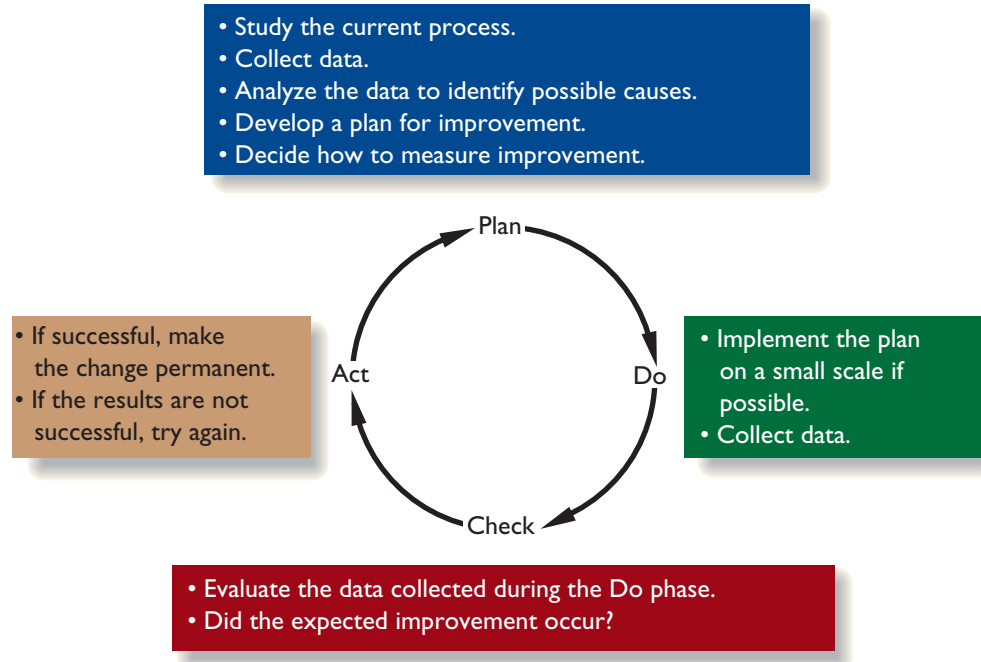 • Study the current process.
• Collect data.
• Analyze the data to identify possible causes.
• Develop a plan for improvement.
• Decide how to measure improvement.
Plan
• If successful, make
the change permanent.
• If the results are not
successful, try again.
Act
Do
• Implement the plan
on a small scale if
possible.
• Collect data.
Check
• Evaluate the data collected during the Do phase.
• Did the expected improvement occur?